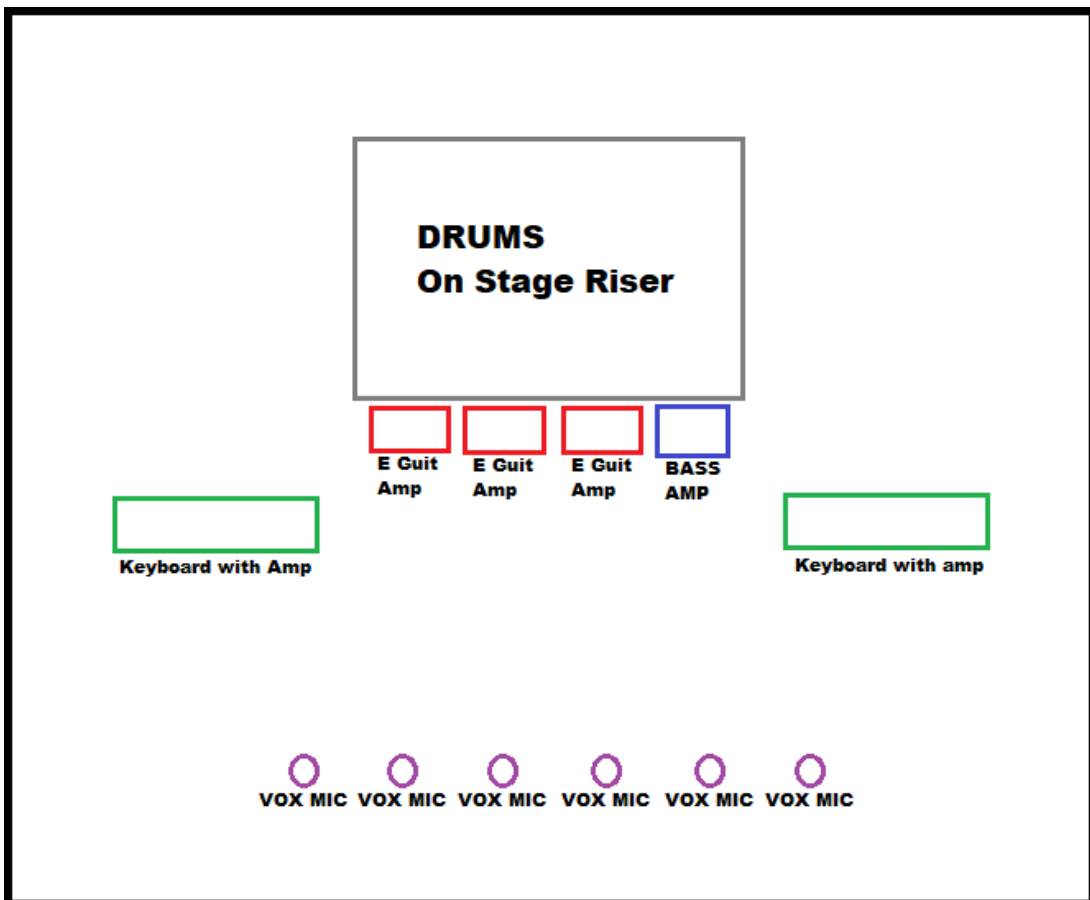 DRUMS
On Stage Riser
E Guit
Amp
E Guit
Amp
E Guit
Amp
BASS
AMP
Keyboard with Amp
Keyboard with amp
VOX MIC
VOX MIC
VOX MIC
VOX MIC
VOX MIC
VOX MIC